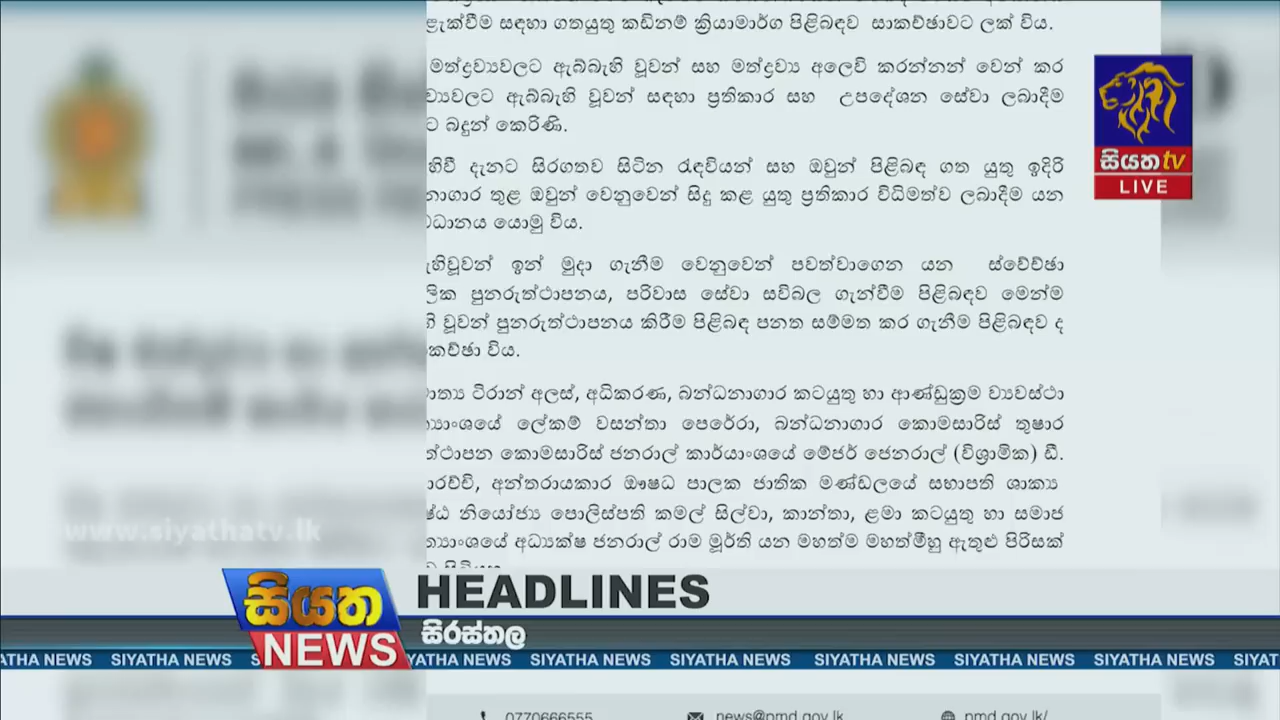 ළැක්වීම සඳහා ගතයුතු කඩිනම් ක්‍රියාමාර්ග පිළිබඳව සාකච්ඡාවට ලක් විය.
මත්ද්‍රව්‍යවලට ඇබ්බැහි වූවන් සහ මත්ද්‍රව්‍ය අලෙවි කරන්නන් වෙන් කර
ව්‍යවලට ඇබ්බැහි වූවන් සඳහා ප්‍රතිකාර සහ උපදේශන සේවා ලබාදීම
ට බඳුන් කෙරිණි.
හිවී දැනට සිරගතව සිටින රැඳවියන් සහ ඔවුන් පිළිබඳ ගත යුතු ඉදිරි
නාගාර තුළ ඔවුන් වෙනුවෙන් සිදු කළ යුතු ප්‍රතිකාර විධිමත්ව ලබාදීම යන
වධානය යොමු විය.
ැහිවූවන් ඉන් මුදා ගැනීම වෙනුවෙන් පවත්වාගෙන යන ස්වේච්ඡා
ලික පුනරුත්ථාපනය, පරිවාස සේවා සවිබල ගැන්වීම පිළිබඳව මෙන්ම
හි වූවන් පුනරුත්ථාපනය කිරීම පිළිබඳ පනත සම්මත කර ගැනීම පිළිබඳව ද
කච්ඡා විය.
මාත්‍ය ටිරාන් අලස්, අධිකරණ, බන්ධනාගාර කටයුතු හා ආණ්ඩුක්‍රම ව්‍යවස්ථා
ත්‍යාංශයේ ලේකම් වසන්තා පෙරේරා, බන්ධනාගාර කොමසාරිස් තුෂාර
ත්ථාපන කොමසාරිස් ජනරාල් කාර්යාංශයේ මේජර් ජෙනරාල් (විශ්‍රාමික) ඩී.
ආරච්චි, අන්තරායකාර ඖෂධ පාලක ජාතික මණ්ඩලයේ සභාපති ශාක්‍ය
ෂ්ඨ නියෝජ්‍ය පොලිස්පති කමල් සිල්වා, කාන්තා, ළමා කටයුතු හා සමාජ
ත්‍යාංශයේ අධ්‍යක්ෂ ජනරාල් රාම මූර්ති යන මහත්ම මහත්මීහු ඇතුළු පිරිසක්
සියත tv
LIVE
www.siyathatv.lk
සියත
NEWS
HEADLINES
සිරස්තල
ATHA NEWS SIYATHA NEWS S YATHA NEWS SIYATHA NEWS SIYATHA NEWS SIYATHA NEWS SIYATHA NEWS SIYATHA NEWS SIYAT
0770666555 news@pmd.gov.lk pmd.gov.lk/